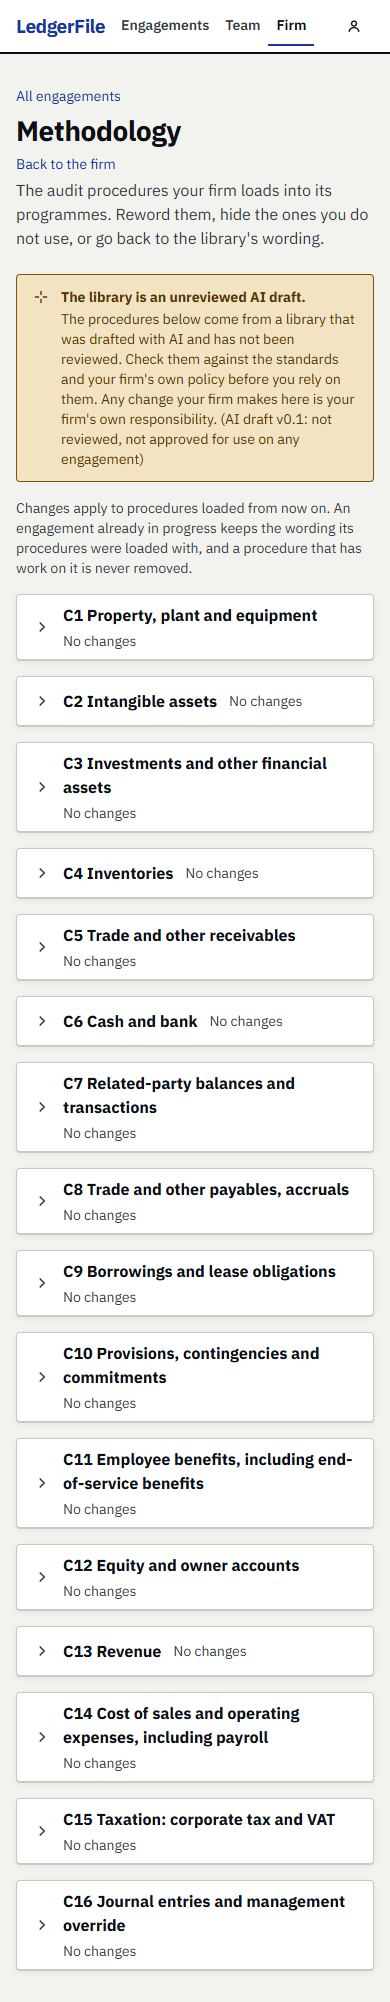 LedgerFile Engagements Team Firm
All engagements
Methodology
Back to the firm
The audit procedures your firm loads into its
programmes. Reword them, hide the ones you do
not use, or go back to the library's wording.
The library is an unreviewed AI draft.
The procedures below come from a library that
was drafted with AI and has not been
reviewed. Check them against the standards
and your firm's own policy before you rely on
them. Any change your firm makes here is your
firm's own responsibility. (AI draft v0.1: not
reviewed, not approved for use on any
engagement)
Changes apply to procedures loaded from now on. An
engagement already in progress keeps the wording its
procedures were loaded with, and a procedure that has
work on it is never removed.
C1 Property, plant and equipment
No changes
C2 Intangible assets No changes
C3 Investments and other financial
assets
No changes
C4 Inventories No changes
C5 Trade and other receivables
No changes
C6 Cash and bank No changes
C7 Related-party balances and
transactions
No changes
C8 Trade and other payables, accruals
No changes
C9 Borrowings and lease obligations
No changes
C10 Provisions, contingencies and
commitments
No changes
C11 Employee benefits, including end-
of-service benefits
No changes
C12 Equity and owner accounts
No changes
C13 Revenue No changes
C14 Cost of sales and operating
expenses, including payroll
No changes
C15 Taxation: corporate tax and VAT
No changes
C16 Journal entries and management
override
No changes